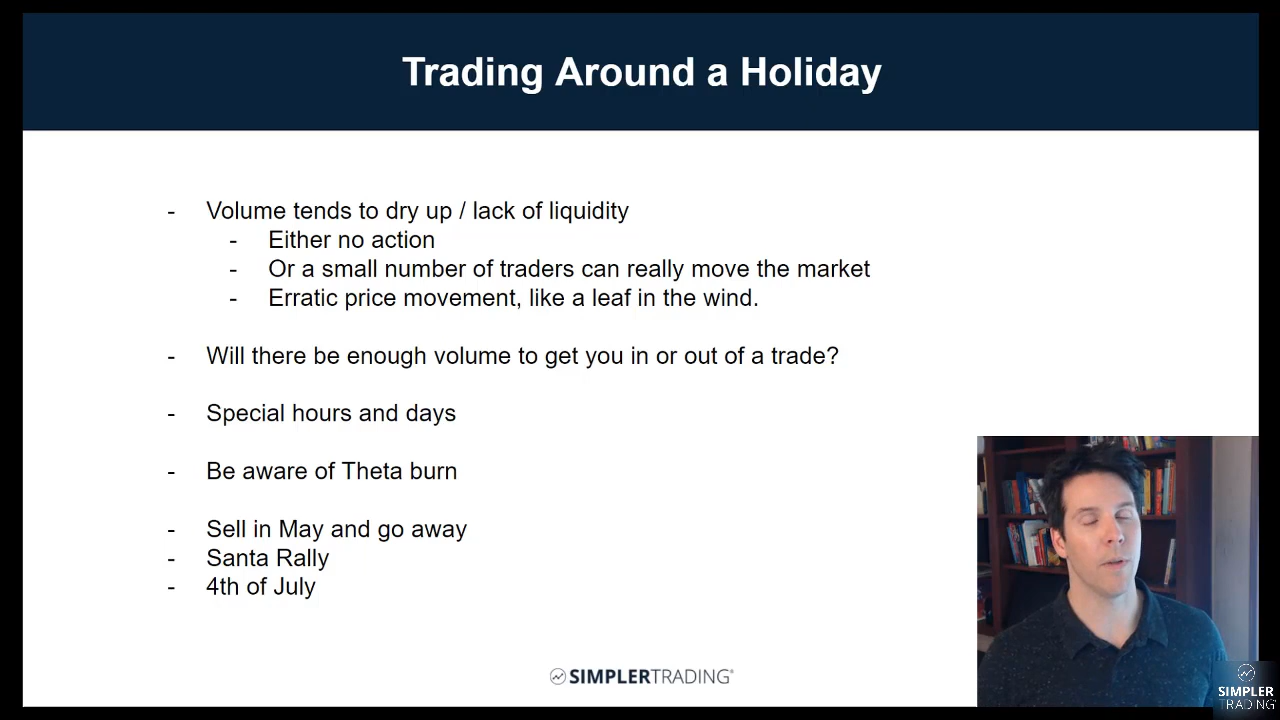 Trading Around a Holiday
- Volume tends to dry up / lack of liquidity
- Either no action
- Or a small number of traders can really move the market
- Erratic price movement, like a leaf in the wind.
- Will there be enough volume to get you in or out of a trade?
- Special hours and days
- Be aware of Theta burn
- Sell in May and go away
- Santa Rally
- 4th of July
SIMPLERTRADING®
SIMPLER
TRADING